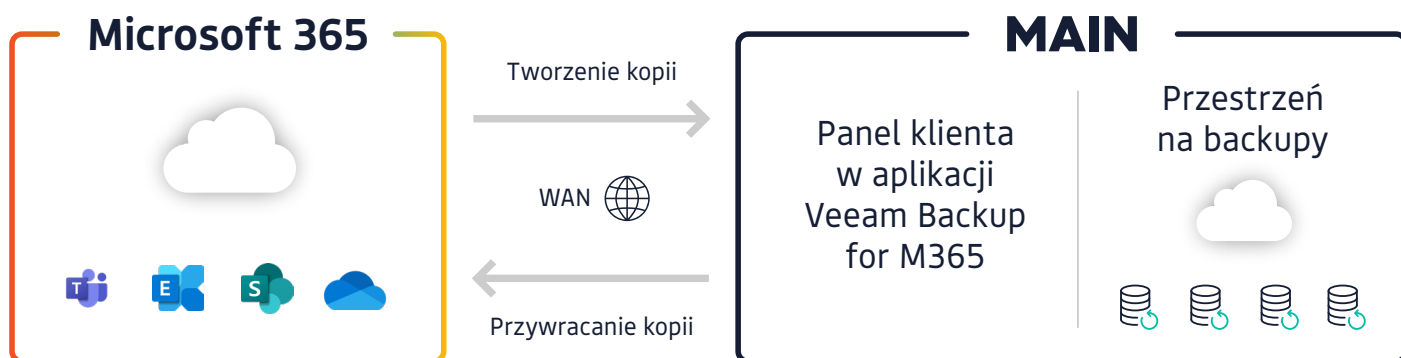 Microsoft 365
Tworzenie kopii
WAN
Przywracanie kopii
T
E
S
MAIN
Panel klienta
w aplikacji
Veeam Backup
for M365
Przestrzeń
na backupy